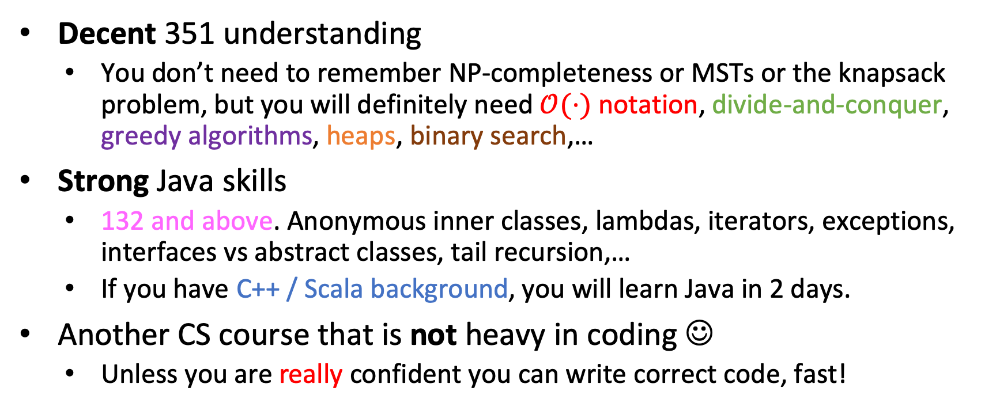 • Decent 351 understanding
• You don’t need to remember NP-completeness or MSTs or the knapsack
problem, but you will definitely need 𝒪(·) notation, divide-and-conquer,
greedy algorithms, heaps, binary search,…
• Strong Java skills
• 132 and above. Anonymous inner classes, lambdas, iterators, exceptions,
interfaces vs abstract classes, tail recursion,…
• If you have C++ / Scala background, you will learn Java in 2 days.
• Another CS course that is not heavy in coding ☺
• Unless you are really confident you can write correct code, fast!